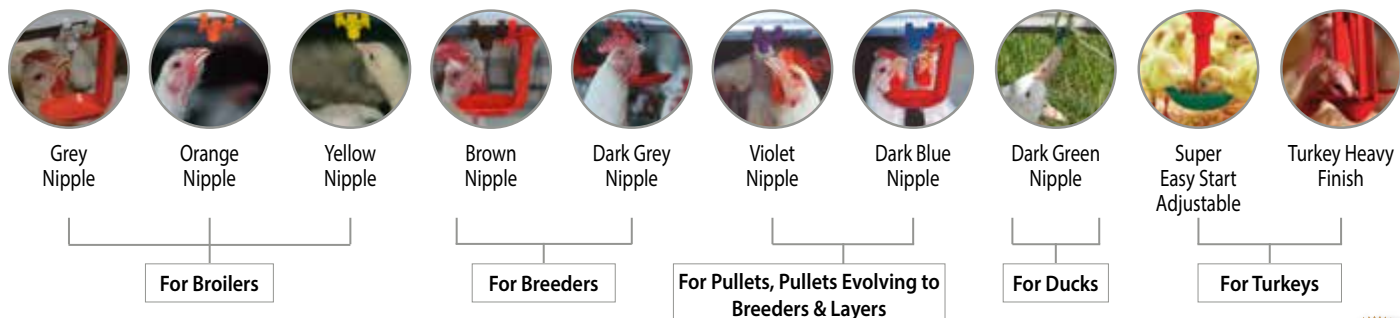 Grey
Nipple
Orange
Nipple
Yellow
Nipple
Brown
Nipple
Dark Grey
Nipple
Violet
Nipple
Dark Blue
Nipple
Dark Green
Nipple
Super
Easy Start
Adjustable
Turkey Heavy
Finish
For Broilers
For Breeders
For Pullets, Pullets Evolving to
Breeders & Layers
For Ducks
For Turkeys